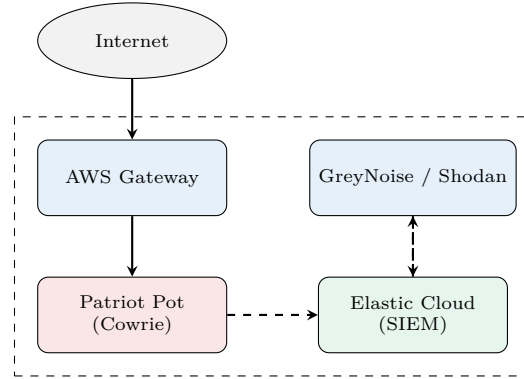 Internet
AWS Gateway
GreyNoise / Shodan
Patriot Pot
(Cowrie)
Elastic Cloud
(SIEM)